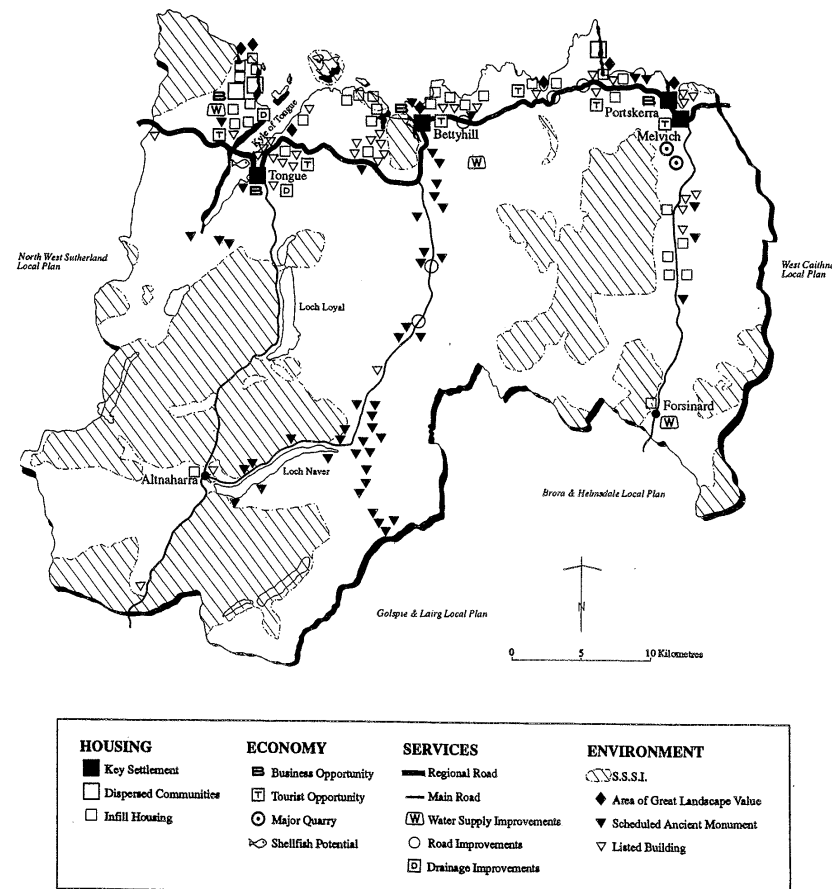 Kyle of Tongue
Bettyhill
Portskerra
Melvich
Tongue
North West Sutherland
Local Plan
West Caithn
Local Plan
Loch Loyal
Forsinard
Altnaharra
Loch Naver
Brora & Helmsdale Local Plan
Golspie & Lairg Local Plan
N
0 5 10 Kilometres
B
W
T
D
B
T
D
B
T
W
T
T
B
T
W
HOUSING
Key Settlement
Dispersed Communities
Infill Housing
ECONOMY
B Business Opportunity
T Tourist Opportunity
Major Quarry
Shellfish Potential
SERVICES
Regional Road
Main Road
W Water Supply Improvements
Road Improvements
D Drainage Improvements
ENVIRONMENT
S.S.S.I.
Area of Great Landscape Value
Scheduled Ancient Monument
Listed Building